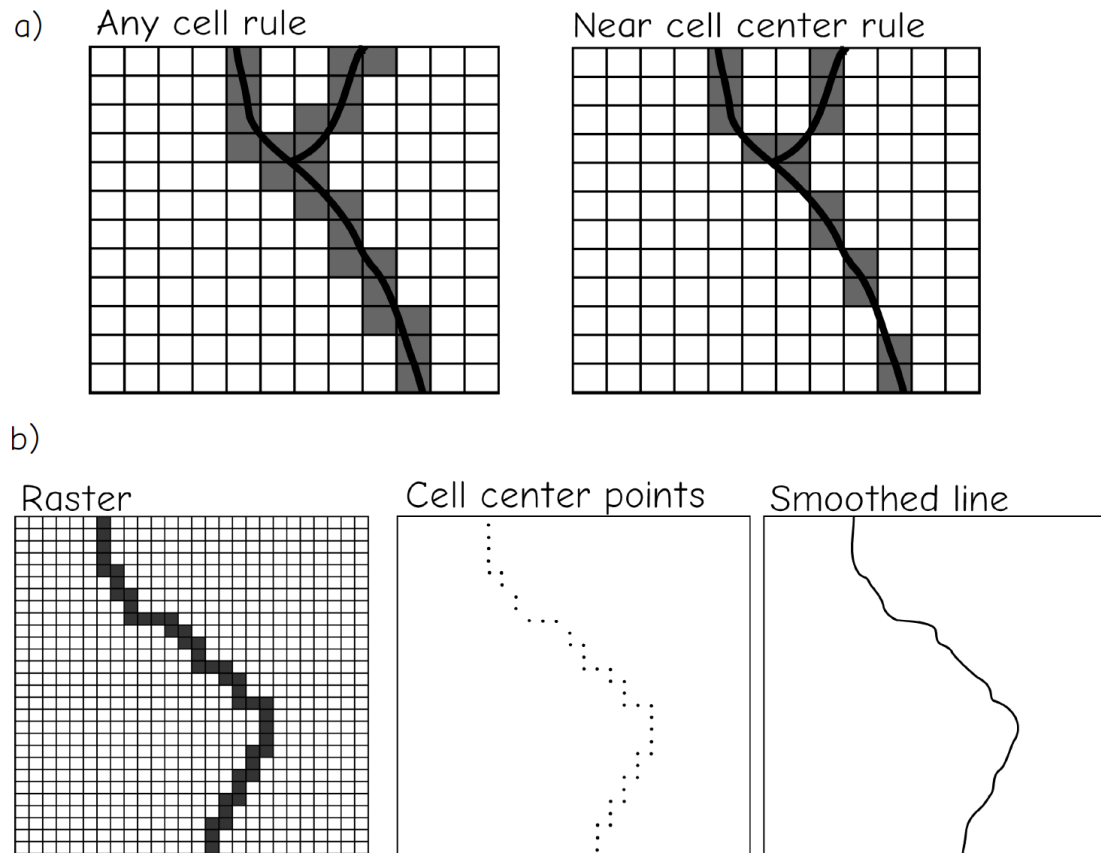 a)
Any cell rule
Near cell center rule
b)
Raster
Cell center points
Smoothed line